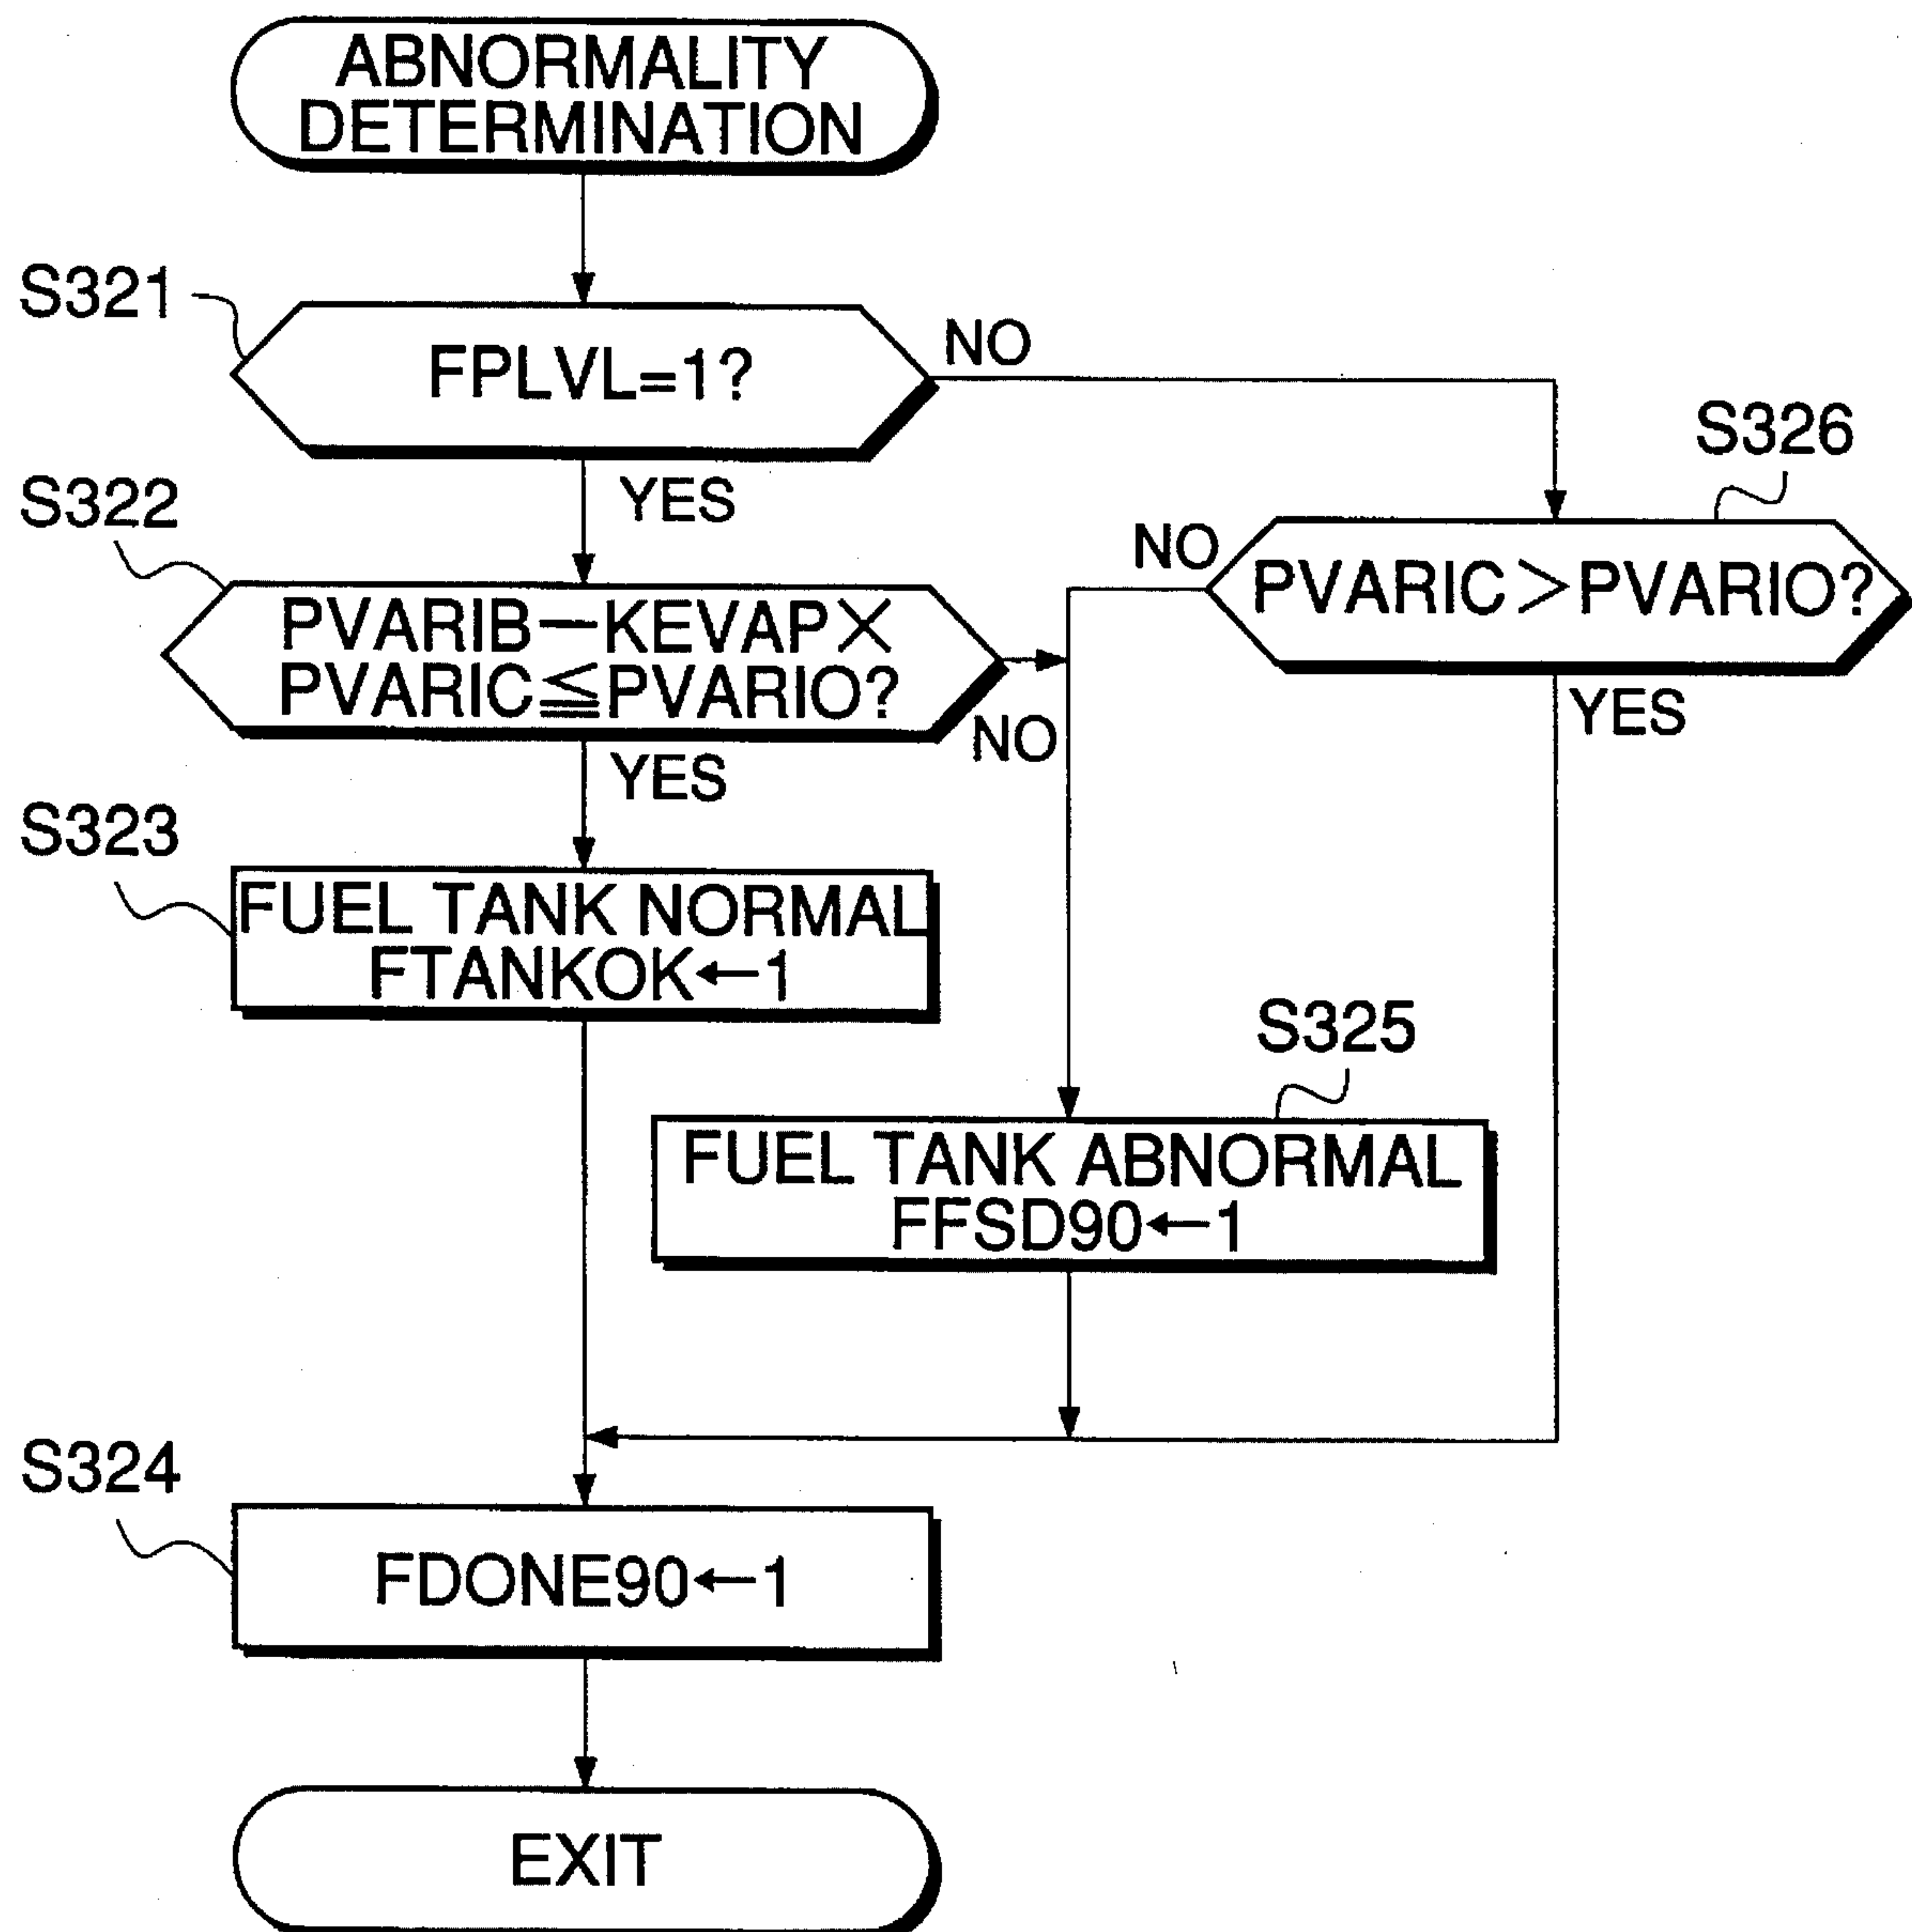 ABNORMALITY
DETERMINATION
S321
FPLVL=1?
NO
YES
S326
PVARIC>PVARIO?
NO
YES
S322
PVARIB−KEVAP×
PVARIC≦PVARIO?
NO
YES
S323
FUEL TANK NORMAL
FTANKOK←1
S325
FUEL TANK ABNORMAL
FFSD90←1
S324
FDONE90←1
EXIT